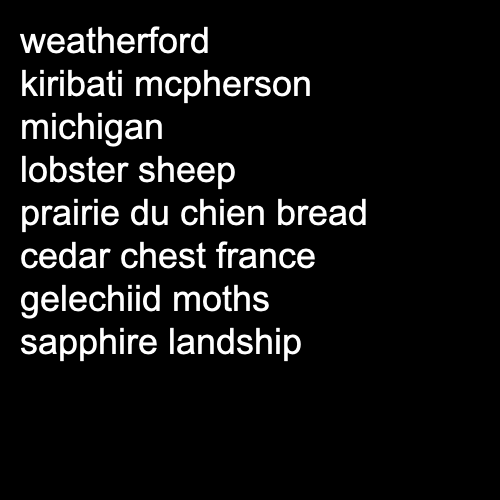 weatherford
kiribati mcpherson
michigan
lobster sheep
prairie du chien bread
cedar chest france
gelechiid moths
sapphire landship